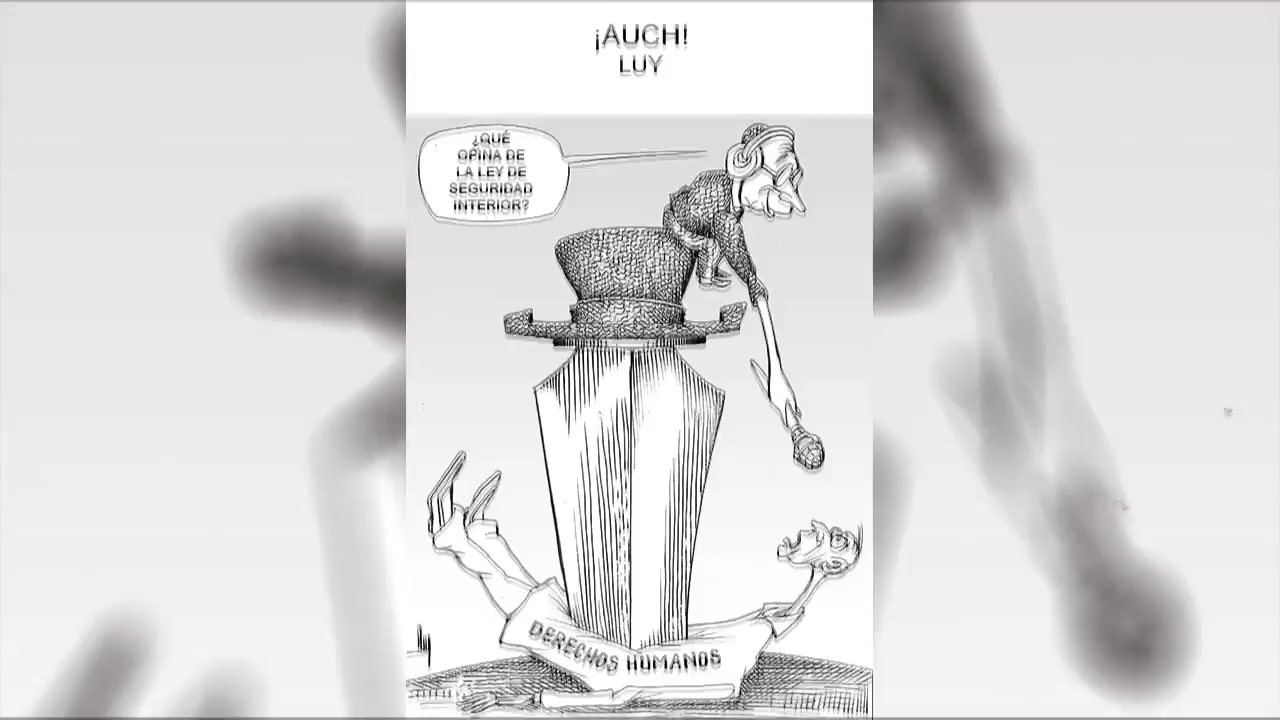 ¡AUCH!
LUY
¿QUÉ
OPINA DE
LA LEY DE
SEGURIDAD
INTERIOR?
DERECHOS HUMANOS